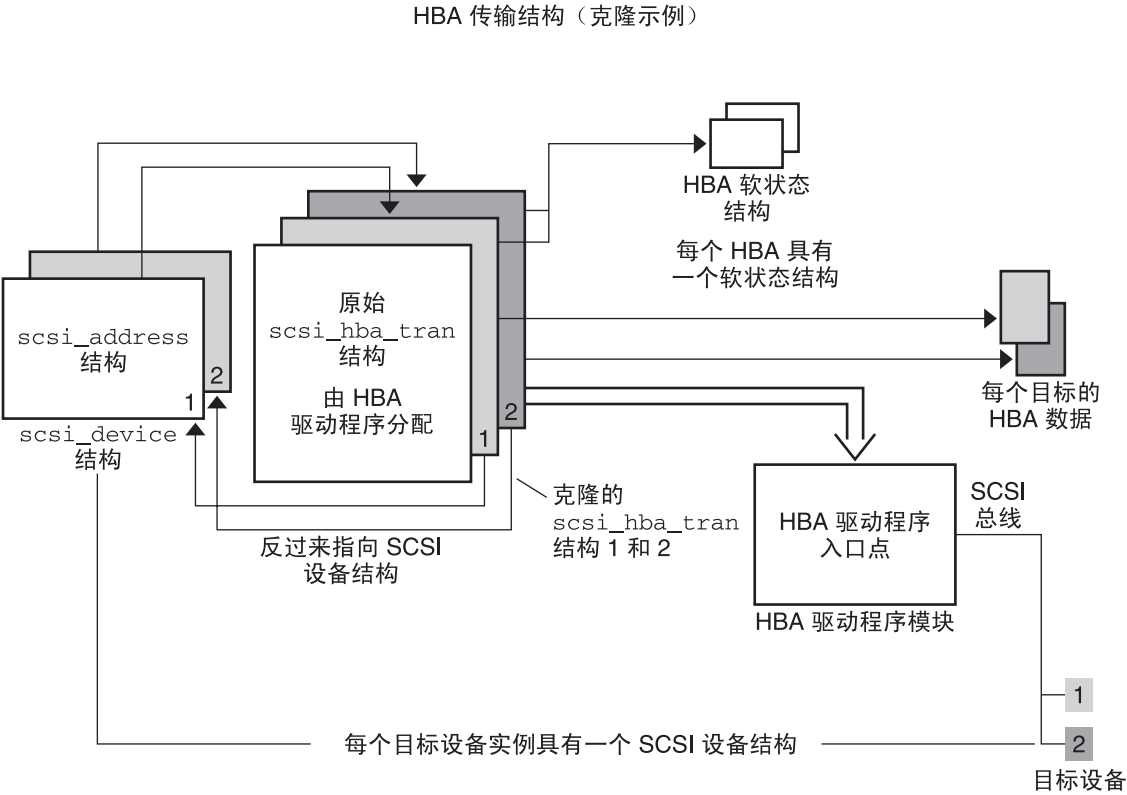 HBA 传输结构（克隆示例）
HBA 软状态
结构
每个 HBA 具有
一个软状态结构
原始
scsi_hba_tran
结构
由 HBA
驱动程序分配
1
2
scsi_address
结构
1
2
scsi_device
结构
每个目标的
HBA 数据
克隆的
scsi_hba_tran
结构 1 和 2
反过来指向 SCSI
设备结构
SCSI
总线
HBA 驱动程序
入口点
HBA 驱动程序模块
1
每个目标设备实例具有一个 SCSI 设备结构
2
目标设备